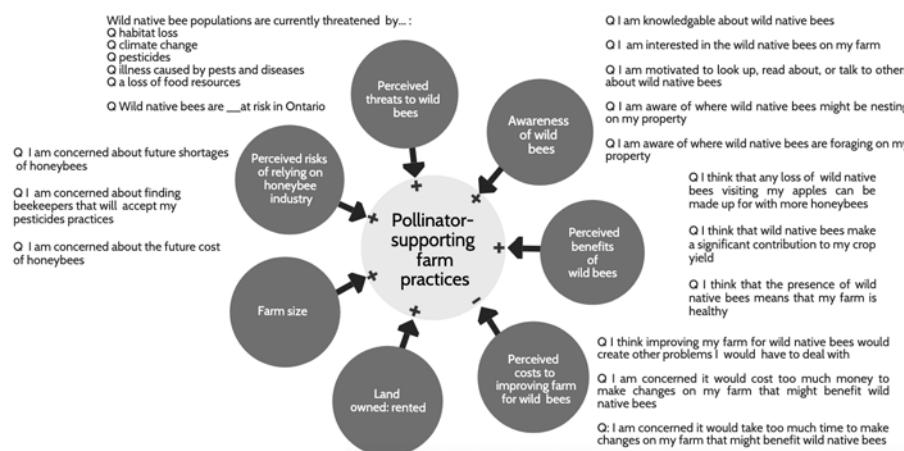 Wild native bee populations are currently threatened by... :
Q habitat loss
Q climate change
Q pesticides
Q illness caused by pests and diseases
Q a loss of food resources
Q Wild native bees are __at risk in Ontario
Q I am concerned about future shortages
of honeybees
Q I am concerned about finding
beekeepers that will accept my
pesticides practices
Q I am concerned about the future cost
of honeybees
Perceived
threats to wild
bees
Awareness
of wild
bees
Perceived risks
of relying on
honeybee
industry
Perceived
benefits
of
wild bees
Farm size
Land
owned: rented
Perceived
costs to
improving farm
for wild bees
Pollinator-
supporting
farm
practices
+
+
+
+
+
+
-
Q I am knowledgable about wild native bees
Q I am interested in the wild native bees on my farm
Q I am motivated to look up, read about, or talk to others
about wild native bees
Q I am aware of where wild native bees might be nesting
on my property
Q I am aware of where wild native bees are foraging on my
property
Q I think that any loss of wild native
bees visiting my apples can be
made up for with more honeybees
Q I think that wild native bees make
a significant contribution to my crop
yield
Q I think that the presence of wild
native bees means that my farm is
healthy
Q I think improving my farm for wild native bees would
create other problems I would have to deal with
Q I am concerned it would cost too much money to
make changes on my farm that might benefit wild
native bees
Q: I am concerned it would take too much time to make
changes on my farm that might benefit wild native bees